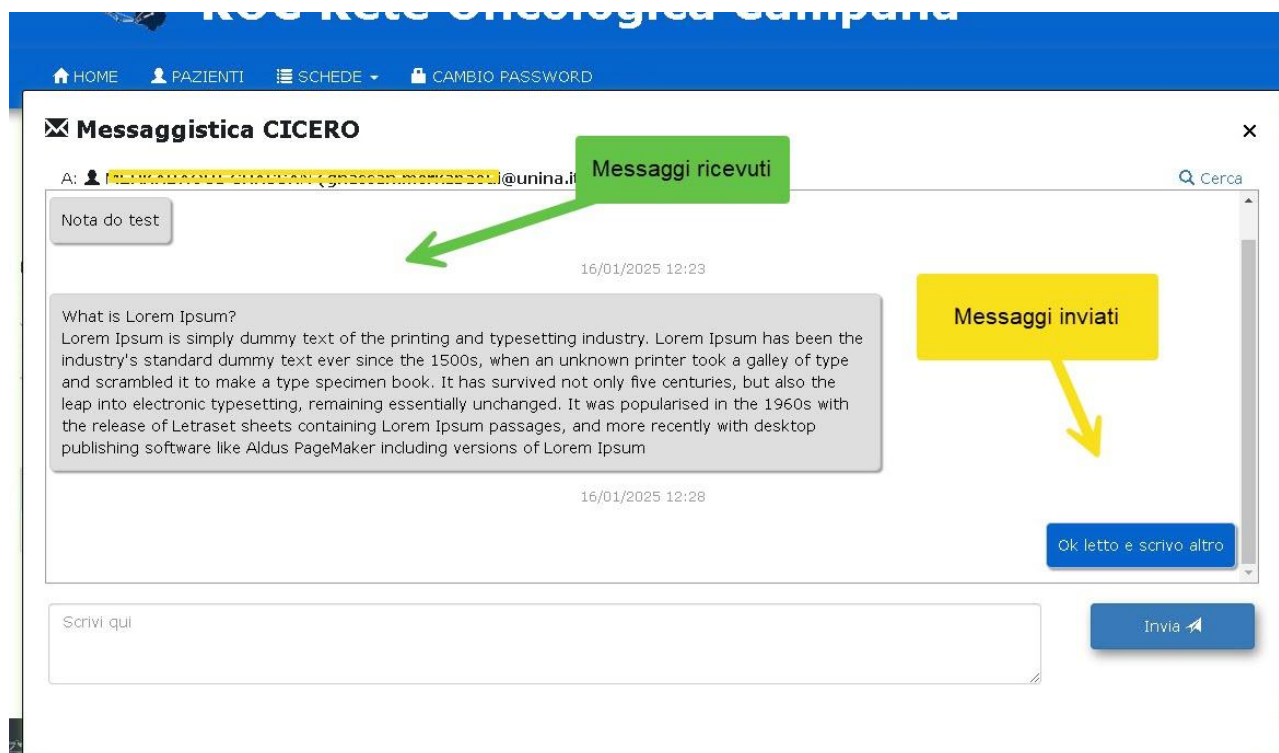 ROC Rete Oncologica Campana
HOME PAZIENTI SCHEDE CAMBIO PASSWORD
Messaggistica CICERO
×
Messaggi ricevuti
A: @unina.it
Cerca
Nota do test
16/01/2025 12:23
Messaggi inviati
What is Lorem Ipsum?
Lorem Ipsum is simply dummy text of the printing and typesetting industry. Lorem Ipsum has been the
industry's standard dummy text ever since the 1500s, when an unknown printer took a galley of type
and scrambled it to make a type specimen book. It has survived not only five centuries, but also the
leap into electronic typesetting, remaining essentially unchanged. It was popularised in the 1960s with
the release of Letraset sheets containing Lorem Ipsum passages, and more recently with desktop
publishing software like Aldus PageMaker including versions of Lorem Ipsum
16/01/2025 12:28
Ok letto e scrivo altro
Scrivi qui
Invia